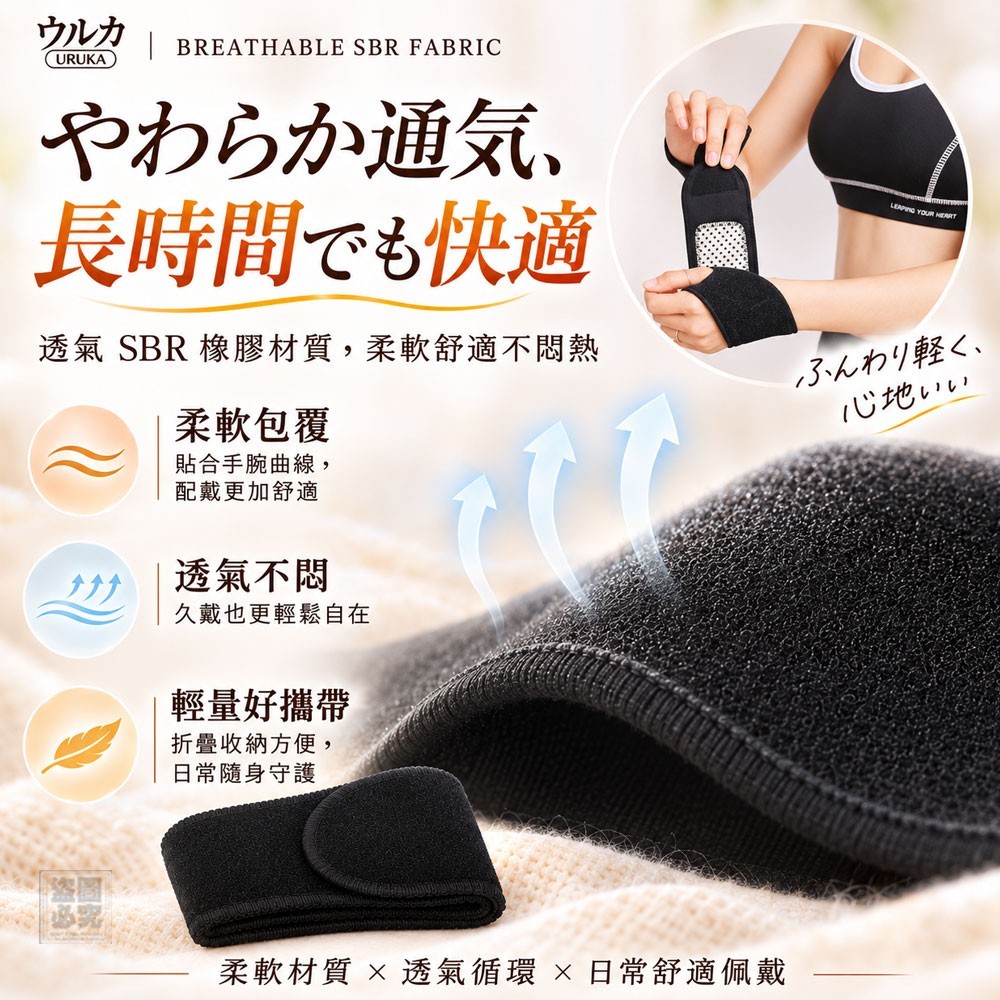 ウルカ
URUKA
BREATHABLE SBR FABRIC
やわらか通気、
長時間でも快適
透氣 SBR 橡膠材質，柔軟舒適不悶熱
LEAPING YOUR HEART
ふんわり軽く、
心地いい
柔軟包覆
貼合手腕曲線，
配戴更加舒適
透氣不悶
久戴也更輕鬆自在
輕量好攜帶
折疊收納方便，
日常隨身守護
盜圖
必究
柔軟材質 × 透氣循環 × 日常舒適佩戴